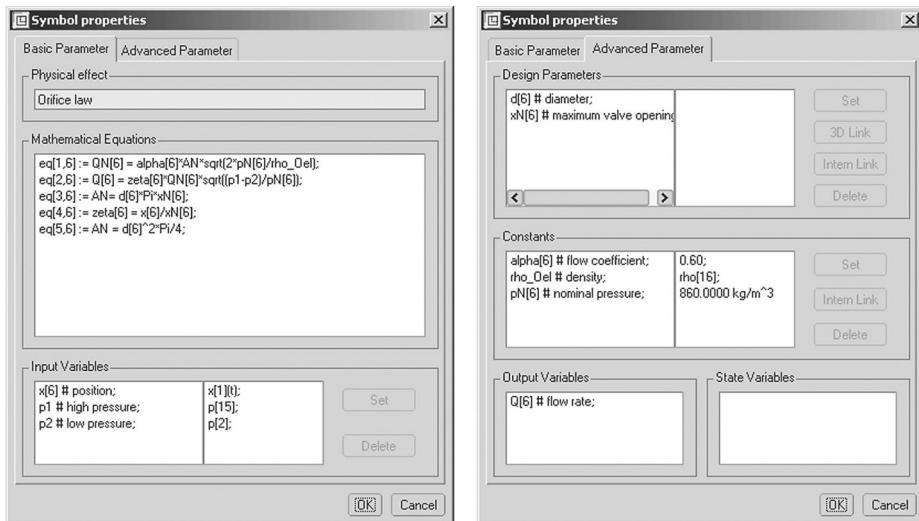 Symbol properties
Basic Parameter
Advanced Parameter
Physical effect
Orifice law
Mathematical Equations
eq[1,6] := QN[6] = alpha[6]*AN*sqrt(2*pN[6]/rho_Oel);
eq[2,6] := Q[6] = zeta[6]*QN[6]*sqrt((p1-p2)/pN[6]);
eq[3,6] := AN= d[6]*Pi*xN[6];
eq[4,6] := zeta[6] = x[6]/xN[6];
eq[5,6] := AN = d[6]^2*Pi/4;
Input Variables
x[6] # position; x[1](t);
p1 # high pressure; p[15];
p2 # low pressure; p[2];
Set
Delete
OK Cancel
Symbol properties
Basic Parameter
Advanced Parameter
Design Parameters
d[6] # diameter;
xN[6] # maximum valve opening
Set
3D Link
Intern Link
Delete
Constants
alpha[6] # flow coefficient; 0.60;
rho_Oel # density; rho[16];
pN[6] # nominal pressure; 860.0000 kg/m^3
Set
Intern Link
Delete
Output Variables
Q[6] # flow rate;
State Variables
OK Cancel